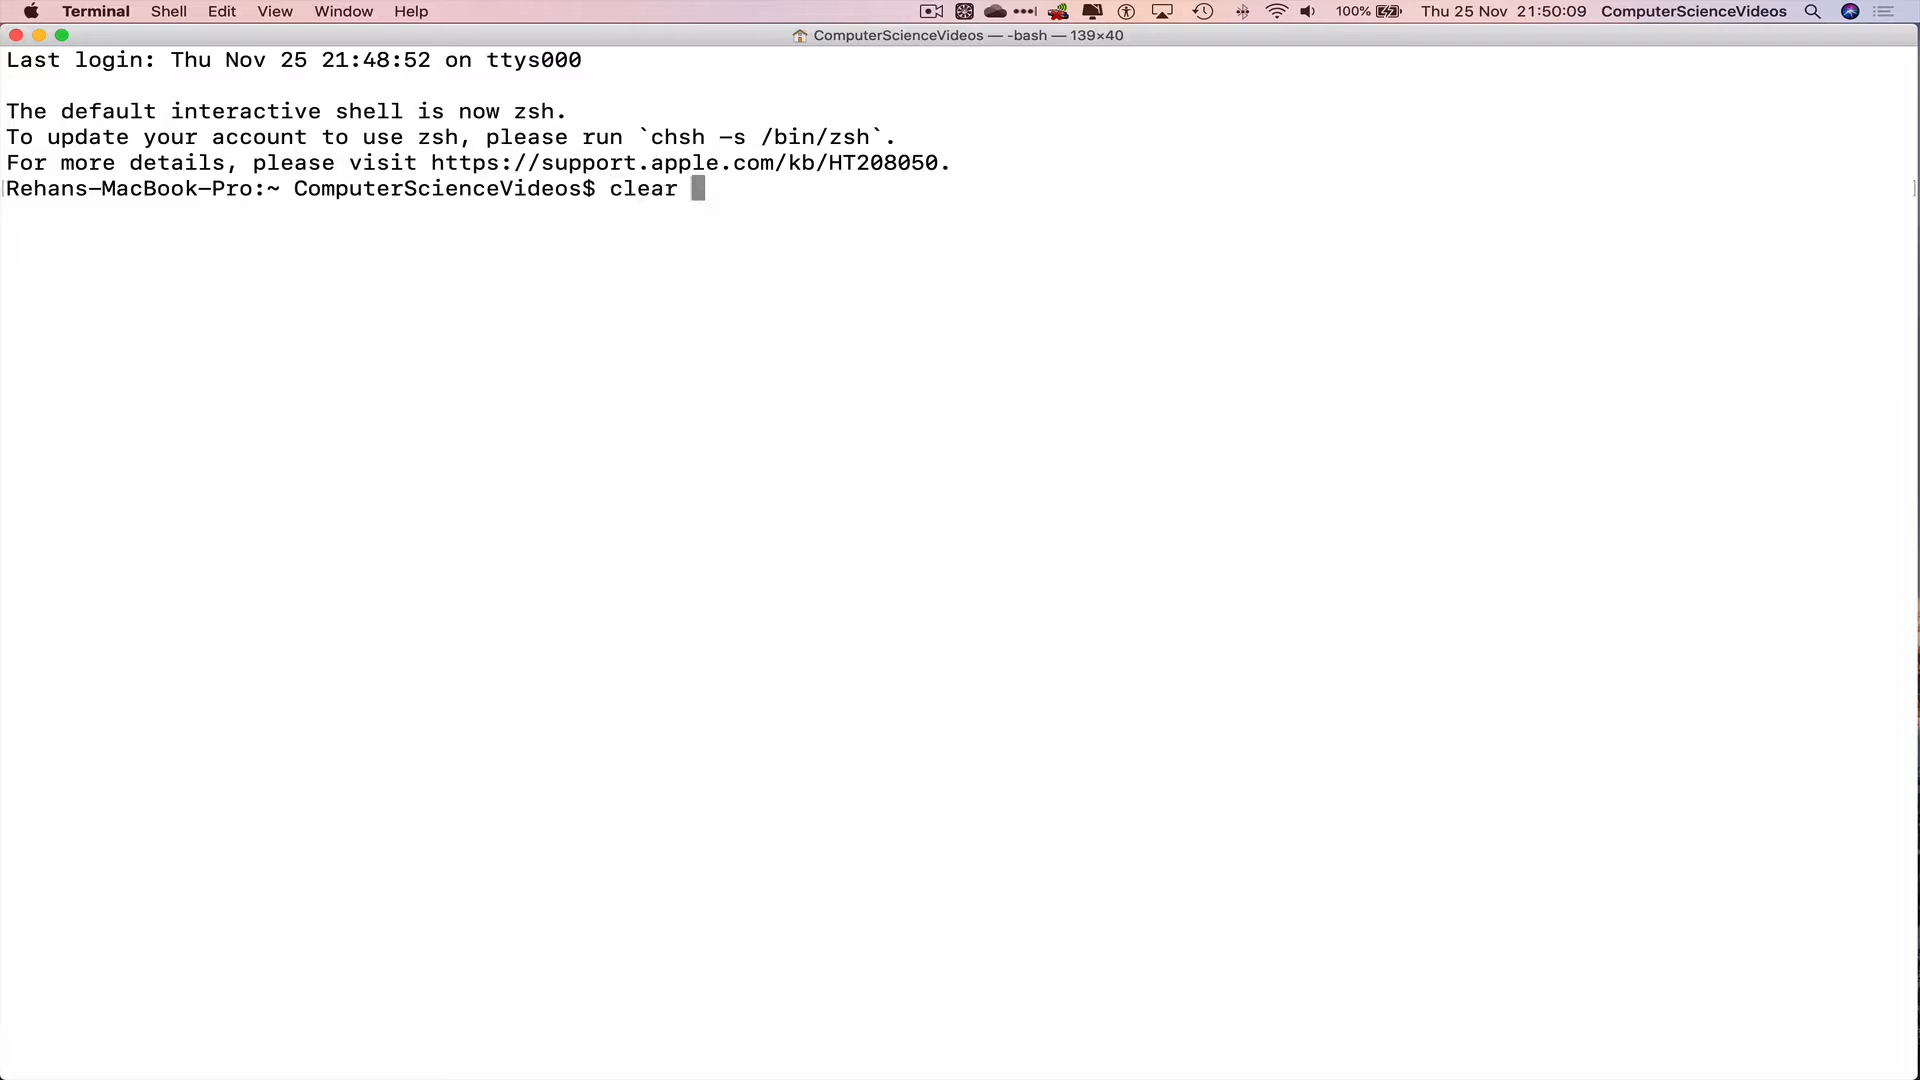 Terminal Shell Edit View Window Help 100% Thu 25 Nov 21:50:09 ComputerScienceVideos
ComputerScienceVideos — -bash — 139×40
Last login: Thu Nov 25 21:48:52 on ttys000
The default interactive shell is now zsh.
To update your account to use zsh, please run `chsh -s /bin/zsh`.
For more details, please visit https://support.apple.com/kb/HT208050.
Rehans-MacBook-Pro:~ ComputerScienceVideos$ clear